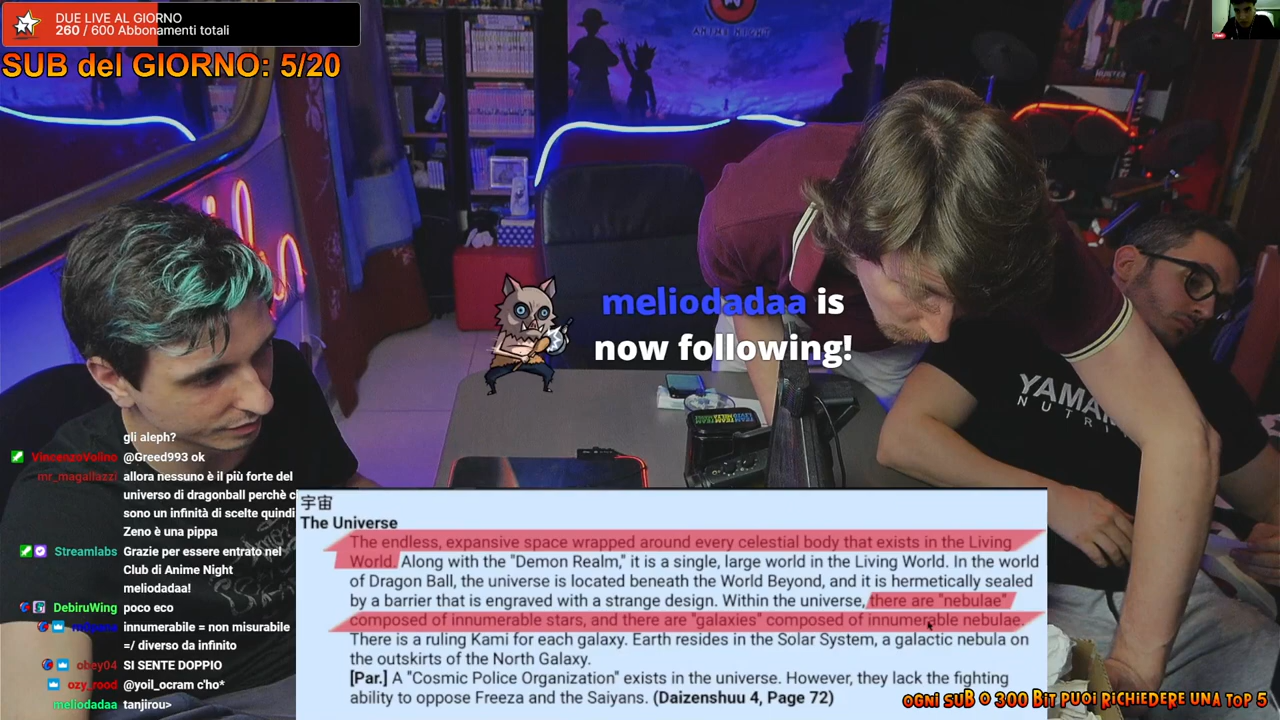 DUE LIVE AL GIORNO
260 / 600 Abbonamenti totali
SUB del GIORNO: 5/20
ANIME NIGHT
HUNTER
meliodadaa is
now following!
YAMA
NUTRI
gli aleph?
VincenzoVolino @Greed993 ok
mr_magallazzi allora nessuno è il più forte del
universo di dragonball perchè c
sono un infinità di scelte quindi
Zeno è una pippa
Streamlabs Grazie per essere entrato nel
Club di Anime Night
meliodadaa!
DebiruWing poco eco
innumerabile = non misurabile
=/ diverso da infinito
obey04 SI SENTE DOPPIO
ozy_rood @yoil_ocram c'ho*
meliodadaa tanjirou>
宇宙
The Universe
The endless, expansive space wrapped around every celestial body that exists in the Living
World. Along with the "Demon Realm," it is a single, large world in the Living World. In the world
of Dragon Ball, the universe is located beneath the World Beyond, and it is hermetically sealed
by a barrier that is engraved with a strange design. Within the universe, there are "nebulae"
composed of innumerable stars, and there are "galaxies" composed of innumerable nebulae.
There is a ruling Kami for each galaxy. Earth resides in the Solar System, a galactic nebula on
the outskirts of the North Galaxy.
[Par.] A "Cosmic Police Organization" exists in the universe. However, they lack the fighting
ability to oppose Freeza and the Saiyans. (Daizenshuu 4, Page 72)
OGNI SUB O 300 BIT PUOI RICHIEDERE UNA TOP 5